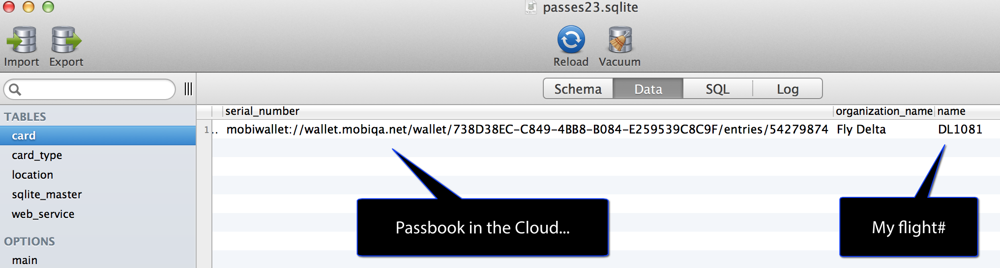 passes23.sqlite
Import Export Reload Vacuum
Schema Data SQL Log
serial_number organization_name name
TABLES
1 .. mobiwallet://wallet.mobiqa.net/wallet/738D38EC-C849-4BB8-B084-E259539C8C9F/entries/54279874 Fly Delta DL1081
card
card_type
location
sqlite_master
web_service
Passbook in the Cloud...
My flight#
OPTIONS
main